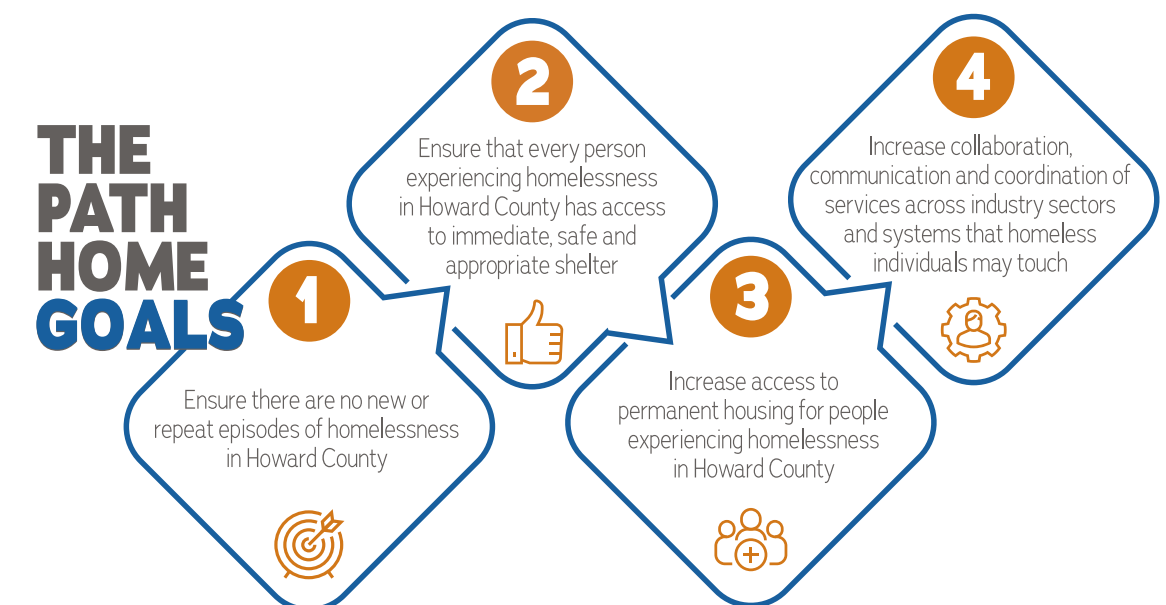 THE
PATH
HOME
GOALS
1
Ensure there are no new or
repeat episodes of homelessness
in Howard County
2
Ensure that every person
experiencing homelessness
in Howard County has access
to immediate, safe and
appropriate shelter
3
Increase access to
permanent housing for people
experiencing homelessness
in Howard County
4
Increase collaboration,
communication and coordination of
services across industry sectors
and systems that homeless
individuals may touch